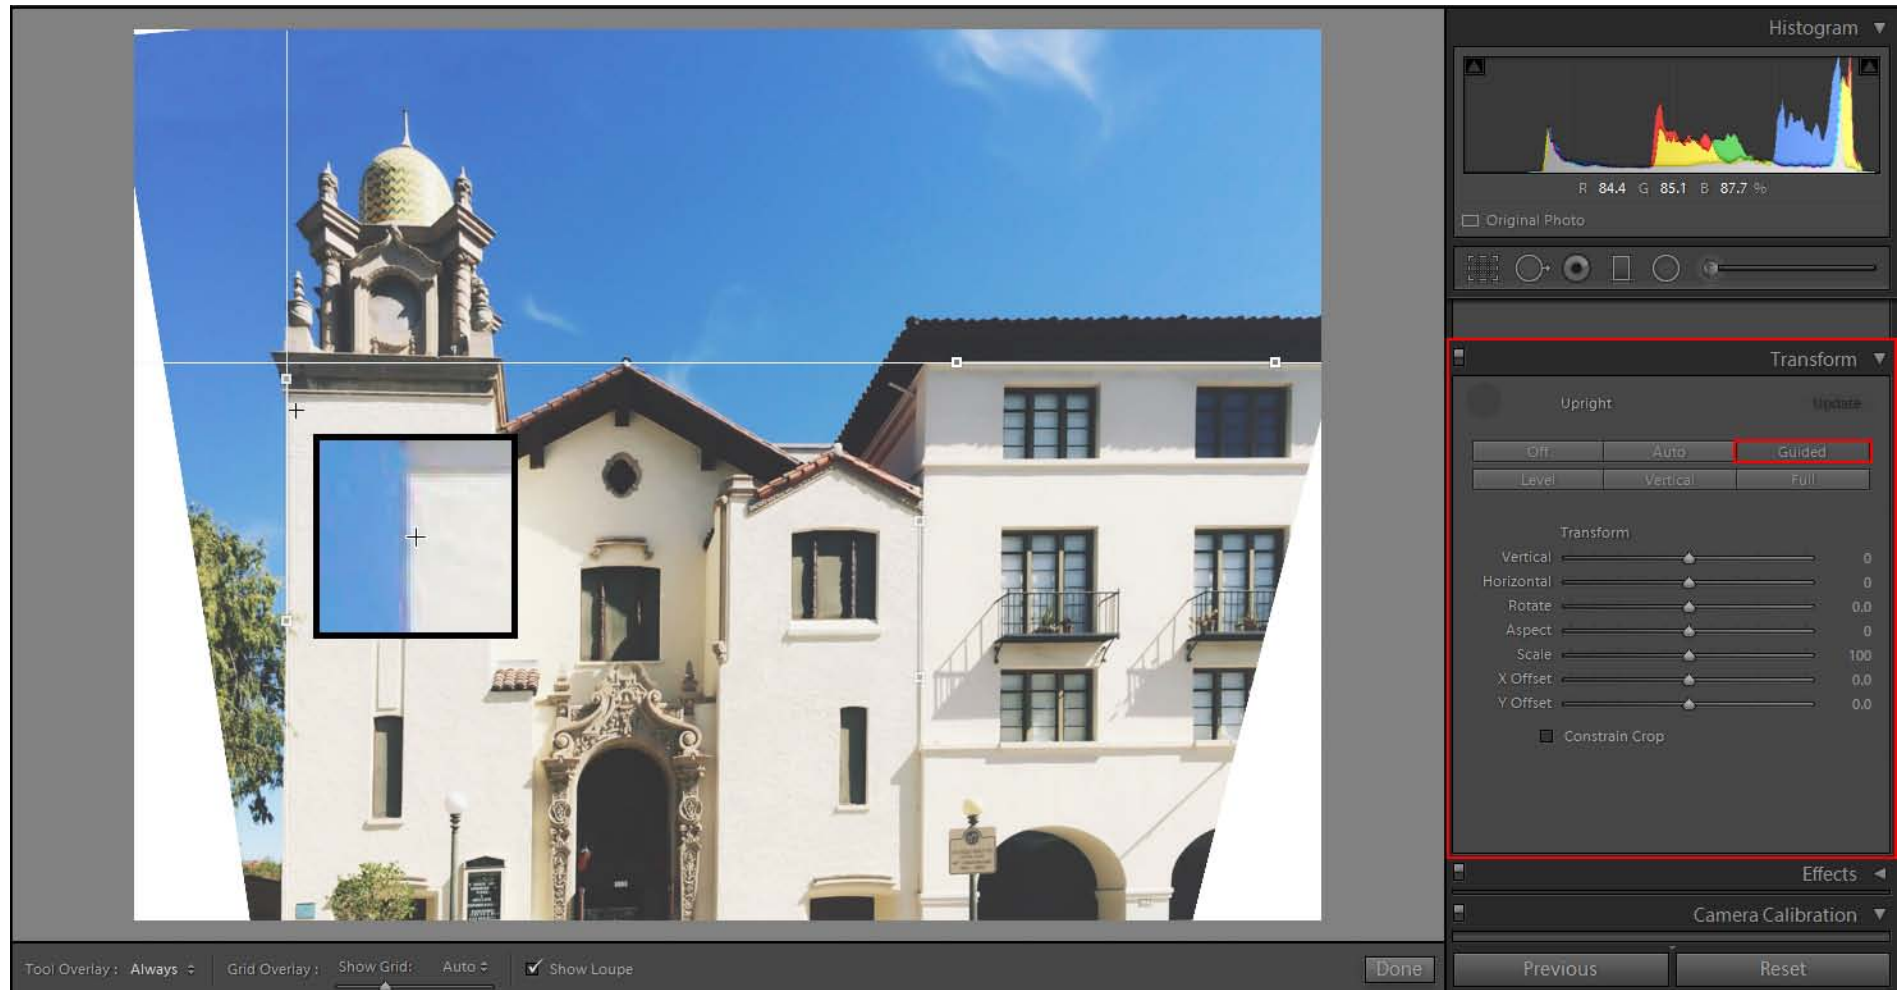 Histogram
R 84.4 G 85.1 B 87.7 %
Original Photo
Transform
Upright Update
Off Auto Guided
Level Vertical Full
Transform
Vertical 0
Horizontal 0
Rotate 0.0
Aspect 0
Scale 100
X Offset 0.0
Y Offset 0.0
Constrain Crop
Effects
Camera Calibration
Tool Overlay : Always Grid Overlay : Show Grid: Auto Show Loupe Done
Previous Reset